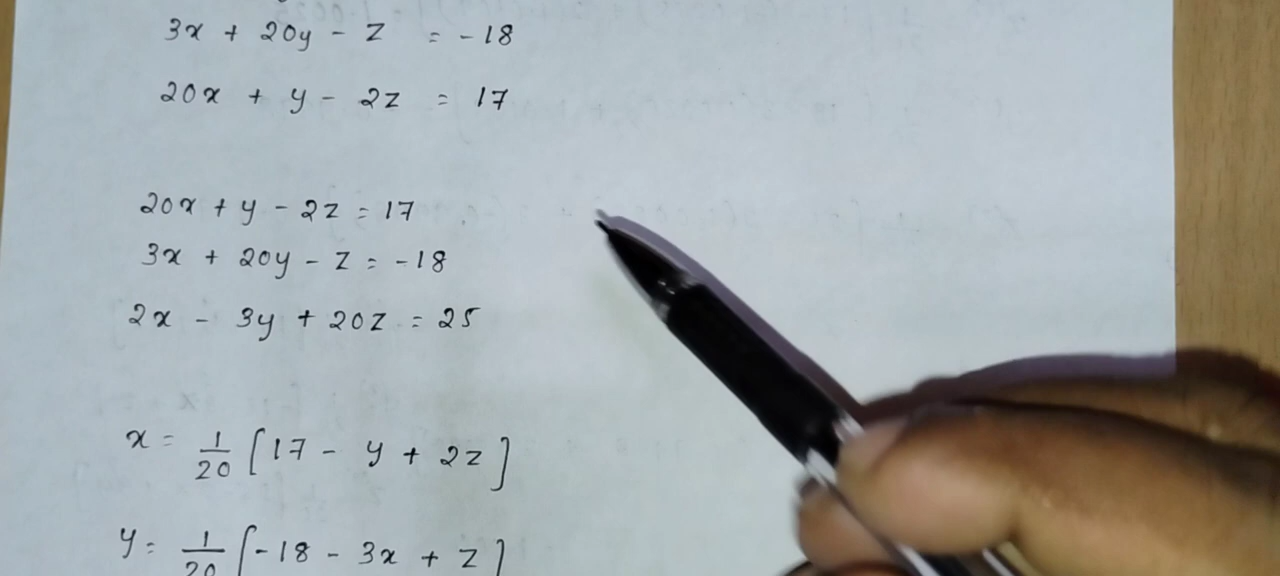 3x + 20y - z = -18
20x + y - 2z = 17
20x + y - 2z = 17
3x + 20y - z = -18
2x - 3y + 20z = 25
x = 1/20 [17 - y + 2z]
y = 1/20 [-18 - 3x + z]